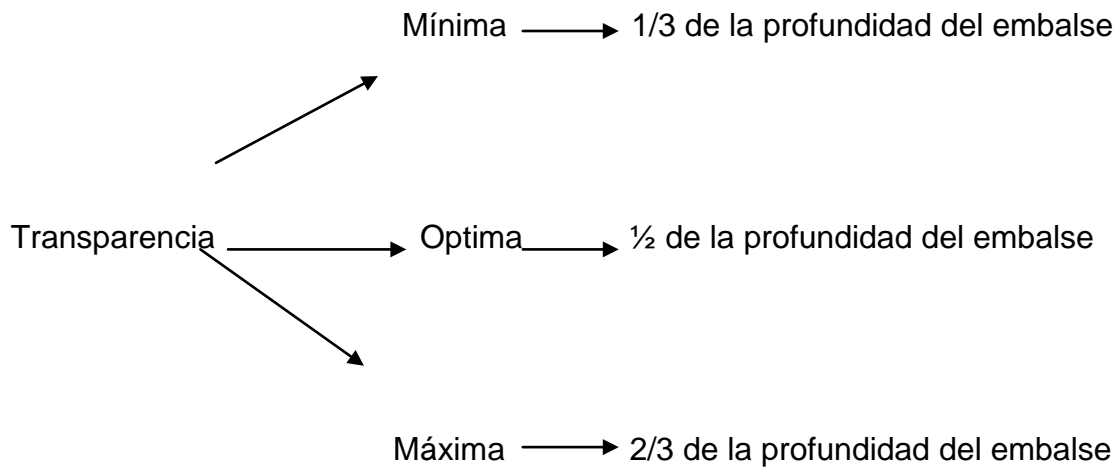 Mínima 1/3 de la profundidad del embalse
Transparencia Optima ½ de la profundidad del embalse
Máxima 2/3 de la profundidad del embalse